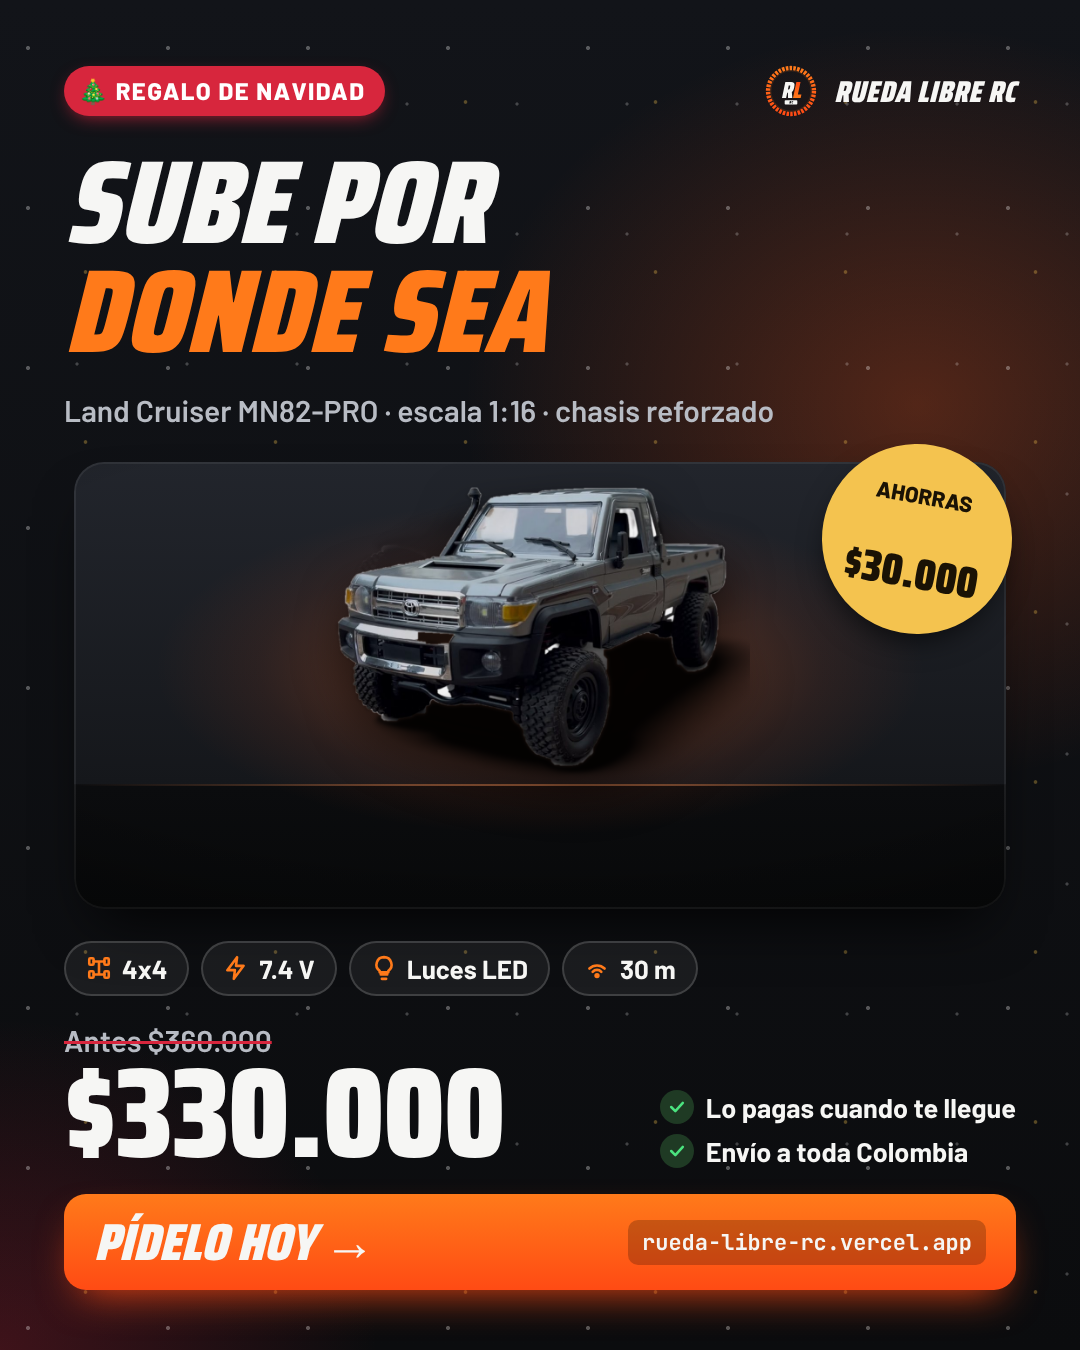 🎄 REGALO DE NAVIDAD
RL
RUEDA LIBRE RC
SUBE POR
DONDE SEA
Land Cruiser MN82-PRO · escala 1:16 · chasis reforzado
AHORRAS
$30.000
4x4
7.4 V
Luces LED
30 m
Antes $360.000
$330.000
Lo pagas cuando te llegue
Envío a toda Colombia
PÍDELO HOY →
rueda-libre-rc.vercel.app